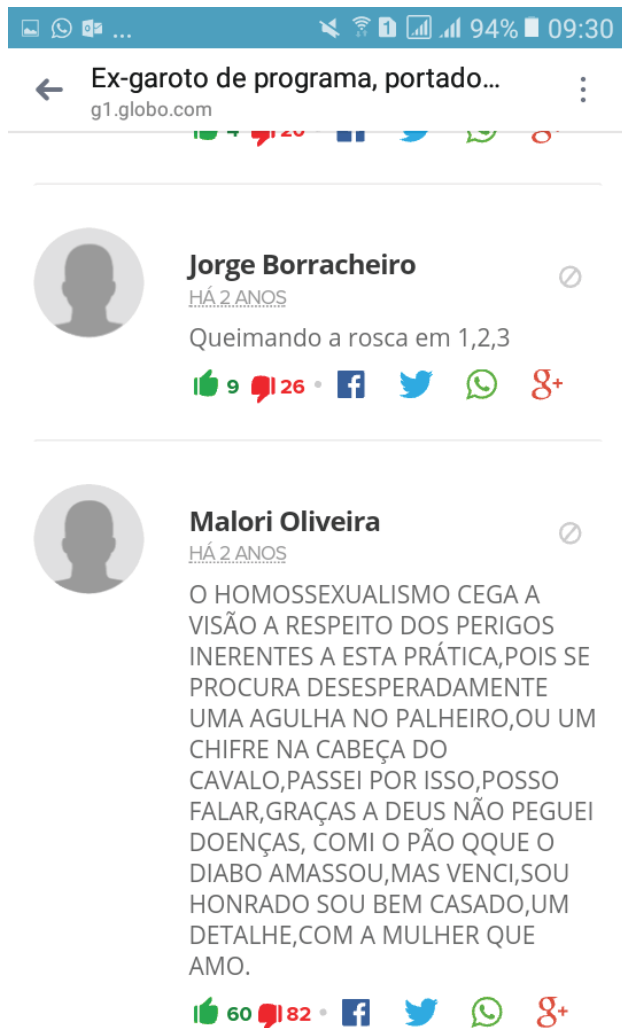 ... 94% 09:30
Ex-garoto de programa, portado...
g1.globo.com
4 20
Jorge Borracheiro
HÁ 2 ANOS
Queimando a rosca em 1,2,3
9 26
Malori Oliveira
HÁ 2 ANOS
O HOMOSSEXUALISMO CEGA A
VISÃO A RESPEITO DOS PERIGOS
INERENTES A ESTA PRÁTICA,POIS SE
PROCURA DESESPERADAMENTE
UMA AGULHA NO PALHEIRO,OU UM
CHIFRE NA CABEÇA DO
CAVALO,PASSEI POR ISSO,POSSO
FALAR,GRAÇAS A DEUS NÃO PEGUEI
DOENÇAS, COMI O PÃO QQUE O
DIABO AMASSOU,MAS VENCI,SOU
HONRADO SOU BEM CASADO,UM
DETALHE,COM A MULHER QUE
AMO.
60 82